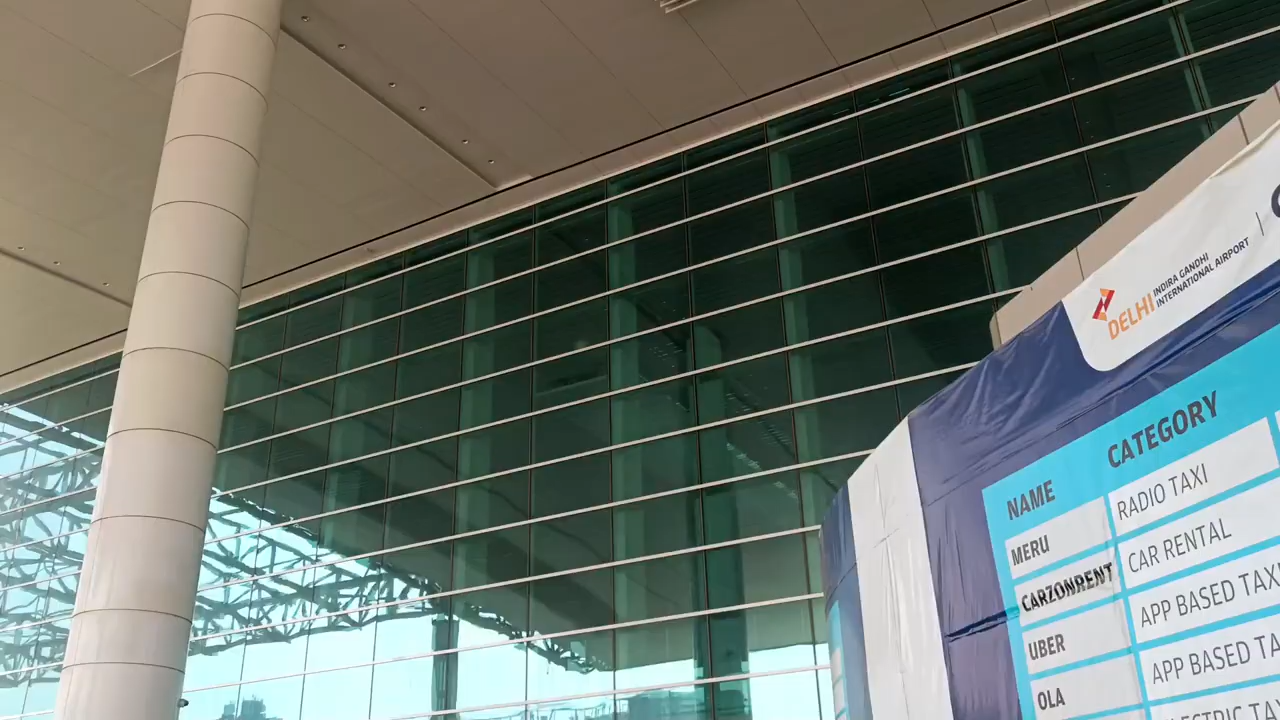 DELHI
INDIRA GANDHI
INTERNATIONAL AIRPORT
NAME CATEGORY
MERU RADIO TAXI
CARZONRENT CAR RENTAL
UBER APP BASED TAXI
OLA APP BASED